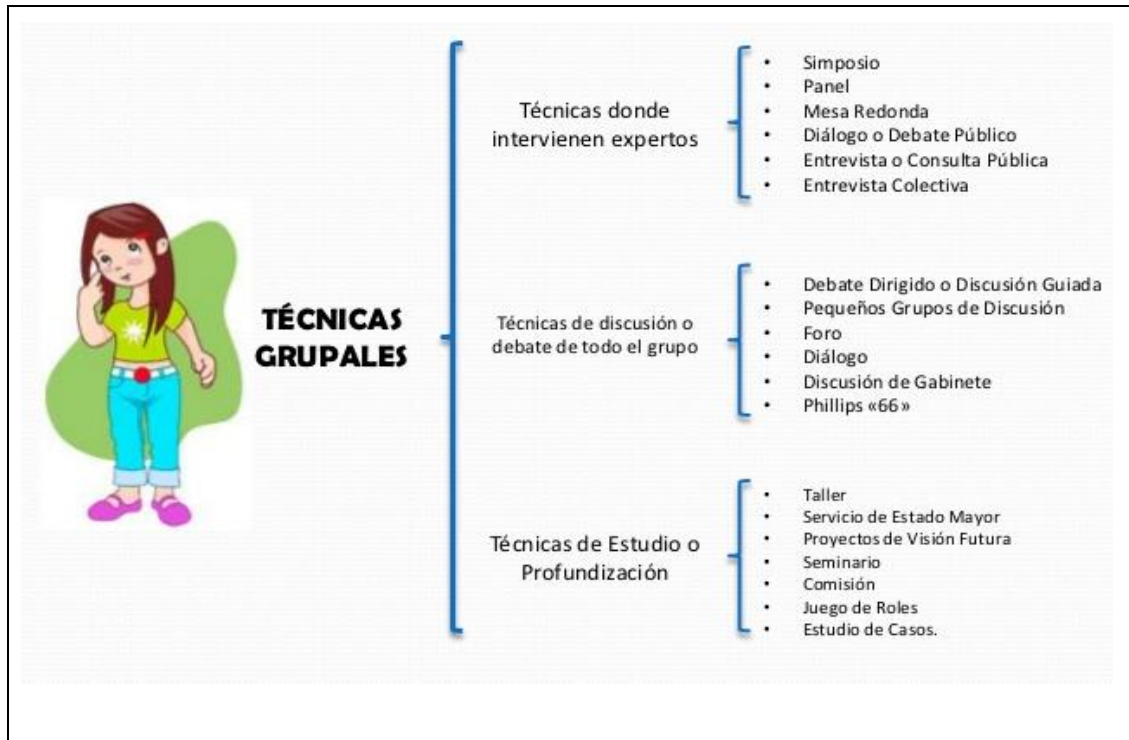 TÉCNICAS
GRUPALES
Técnicas donde
intervienen expertos
• Simposio
• Panel
• Mesa Redonda
• Diálogo o Debate Público
• Entrevista o Consulta Pública
• Entrevista Colectiva
Técnicas de discusión o
debate de todo el grupo
• Debate Dirigido o Discusión Guiada
• Pequeños Grupos de Discusión
• Foro
• Diálogo
• Discusión de Gabinete
• Phillips «66»
Técnicas de Estudio o
Profundización
• Taller
• Servicio de Estado Mayor
• Proyectos de Visión Futura
• Seminario
• Comisión
• Juego de Roles
• Estudio de Casos.